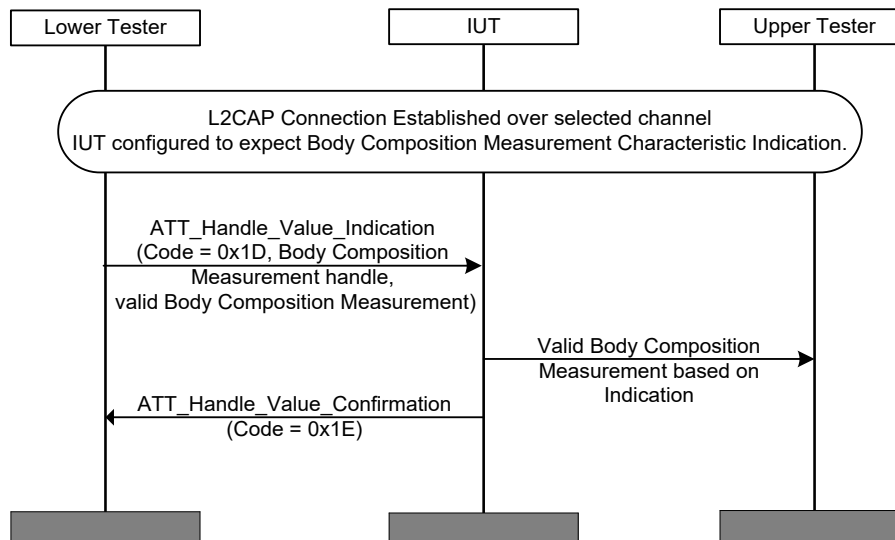 Lower Tester
IUT
Upper Tester
L2CAP Connection Established over selected channel
IUT configured to expect Body Composition Measurement Characteristic Indication.
ATT_Handle_Value_Indication
(Code = 0x1D, Body Composition
Measurement handle,
valid Body Composition Measurement)
Valid Body Composition
Measurement based on
Indication
ATT_Handle_Value_Confirmation
(Code = 0x1E)